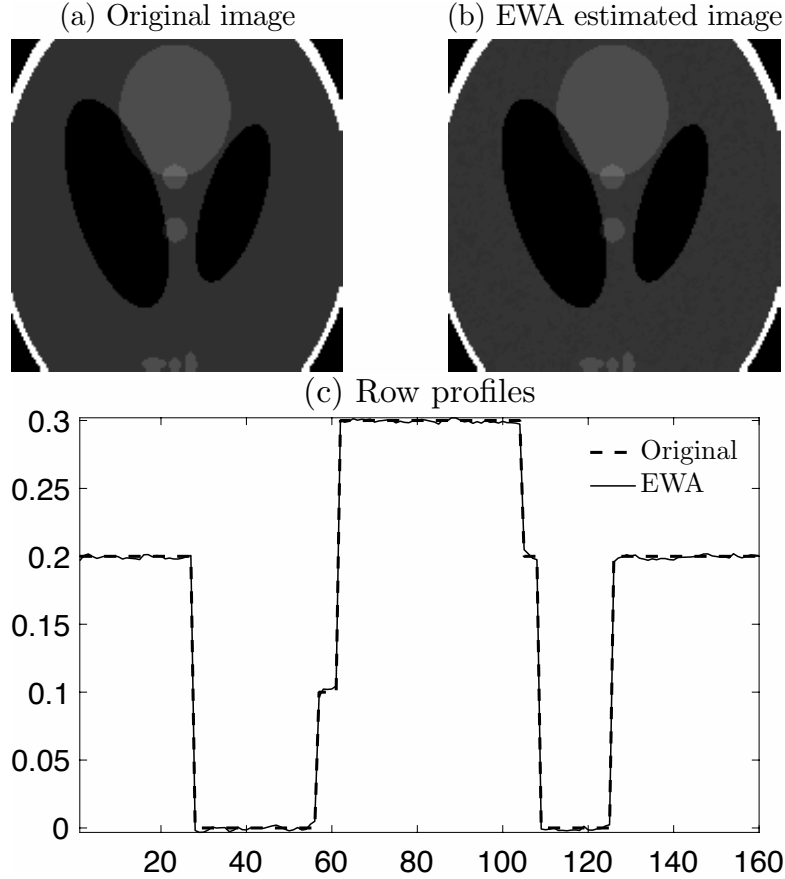 (a) Original image
(b) EWA estimated image
(c) Row profiles
0.3
0.25
0.2
0.15
0.1
0.05
0
Original
EWA
20 40 60 80 100 120 140 160